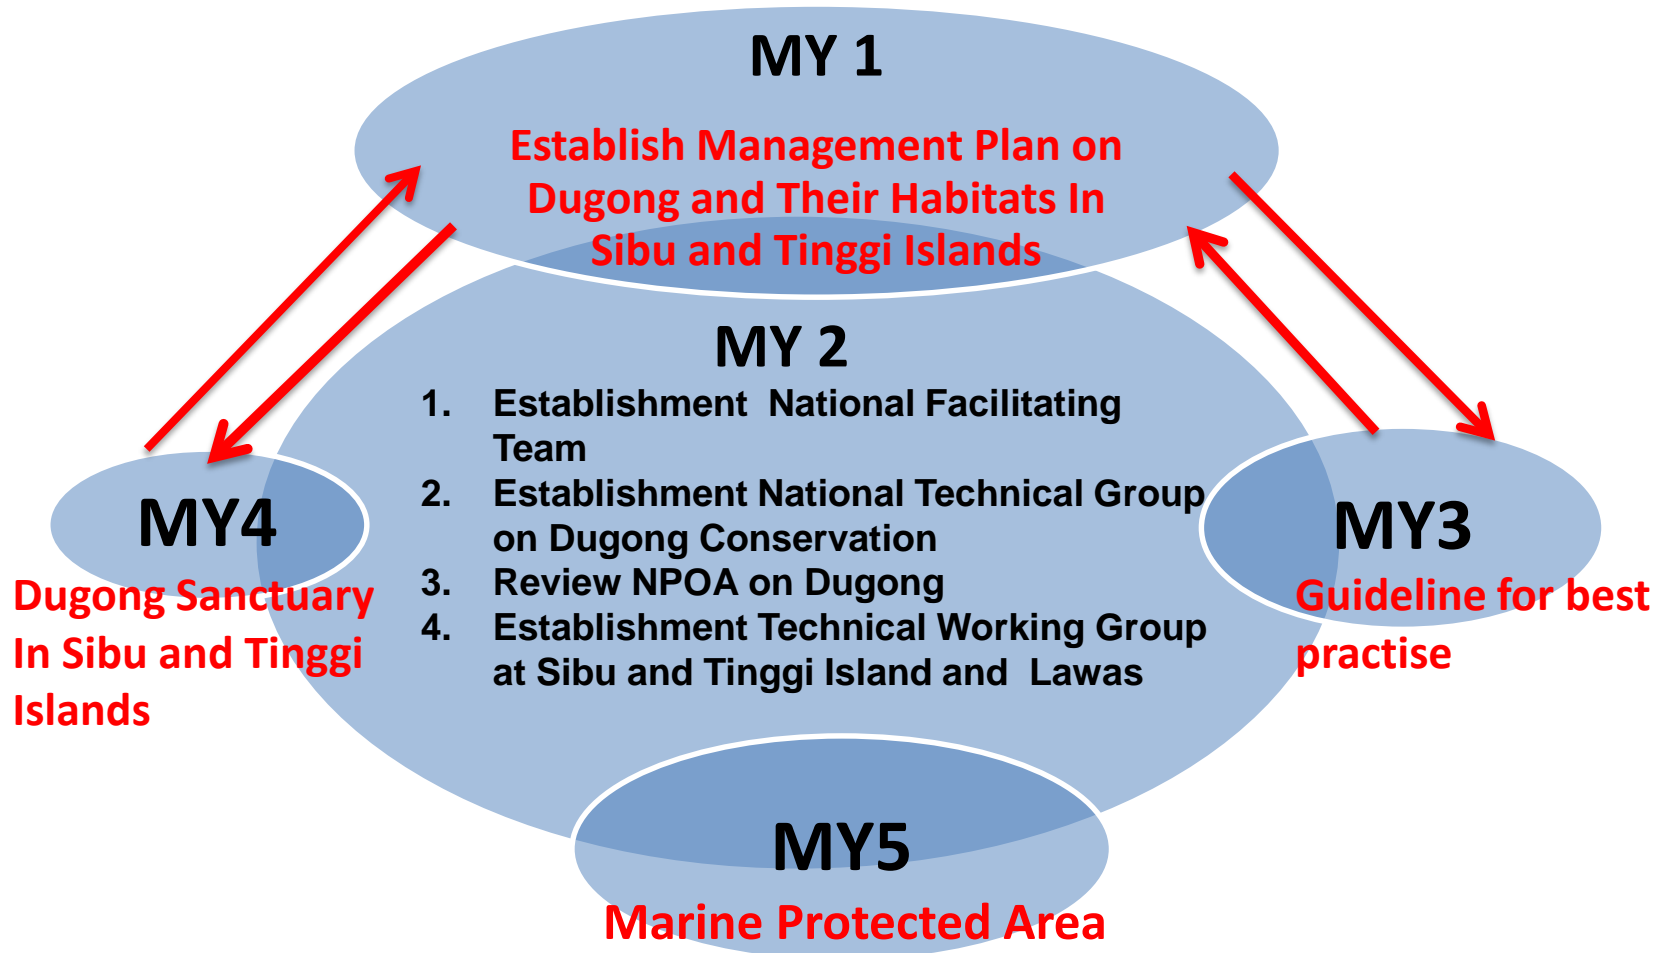 MY 1
Establish Management Plan on
Dugong and Their Habitats In
Sibu and Tinggi Islands
MY 2
1. Establishment National Facilitating
Team
2. Establishment National Technical Group
on Dugong Conservation
3. Review NPOA on Dugong
4. Establishment Technical Working Group
at Sibu and Tinggi Island and Lawas
MY4
Dugong Sanctuary
In Sibu and Tinggi
Islands
MY3
Guideline for best
practise
MY5
Marine Protected Area